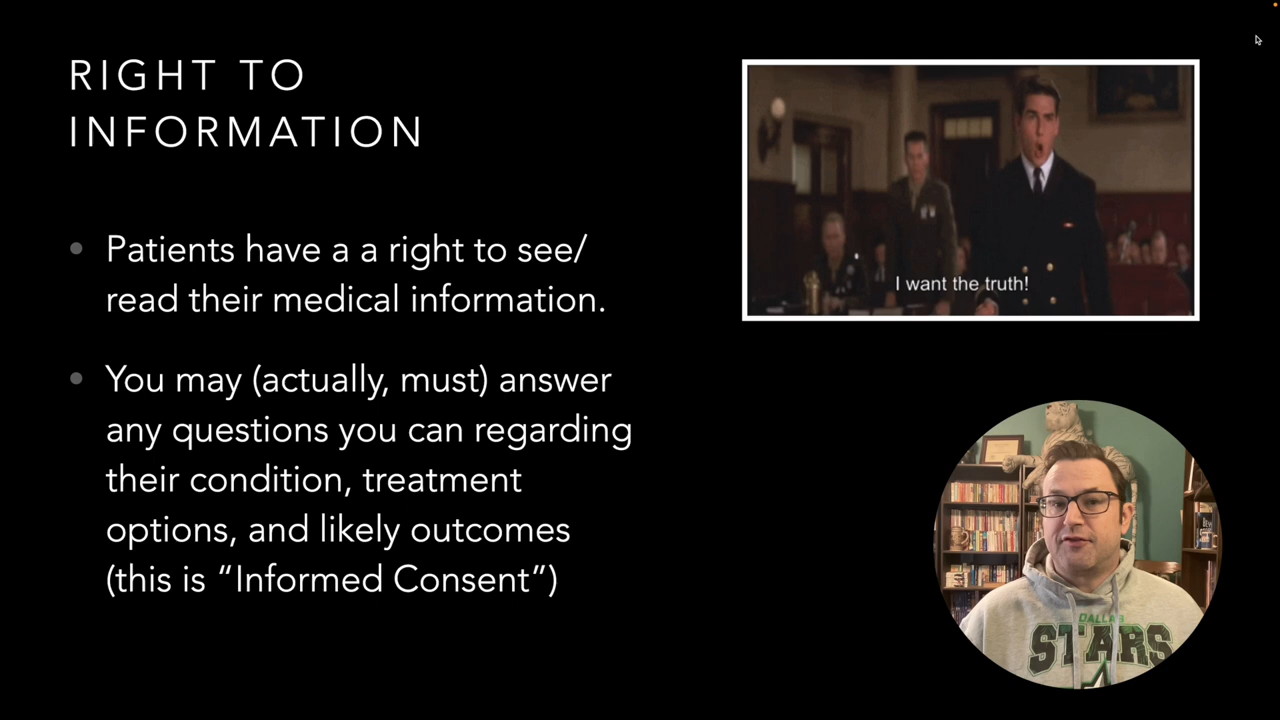 RIGHT TO
INFORMATION
Patients have a a right to see/
read their medical information.
You may (actually, must) answer
any questions you can regarding
their condition, treatment
options, and likely outcomes
(this is “Informed Consent”)
I want the truth!
DALLAS
STARS